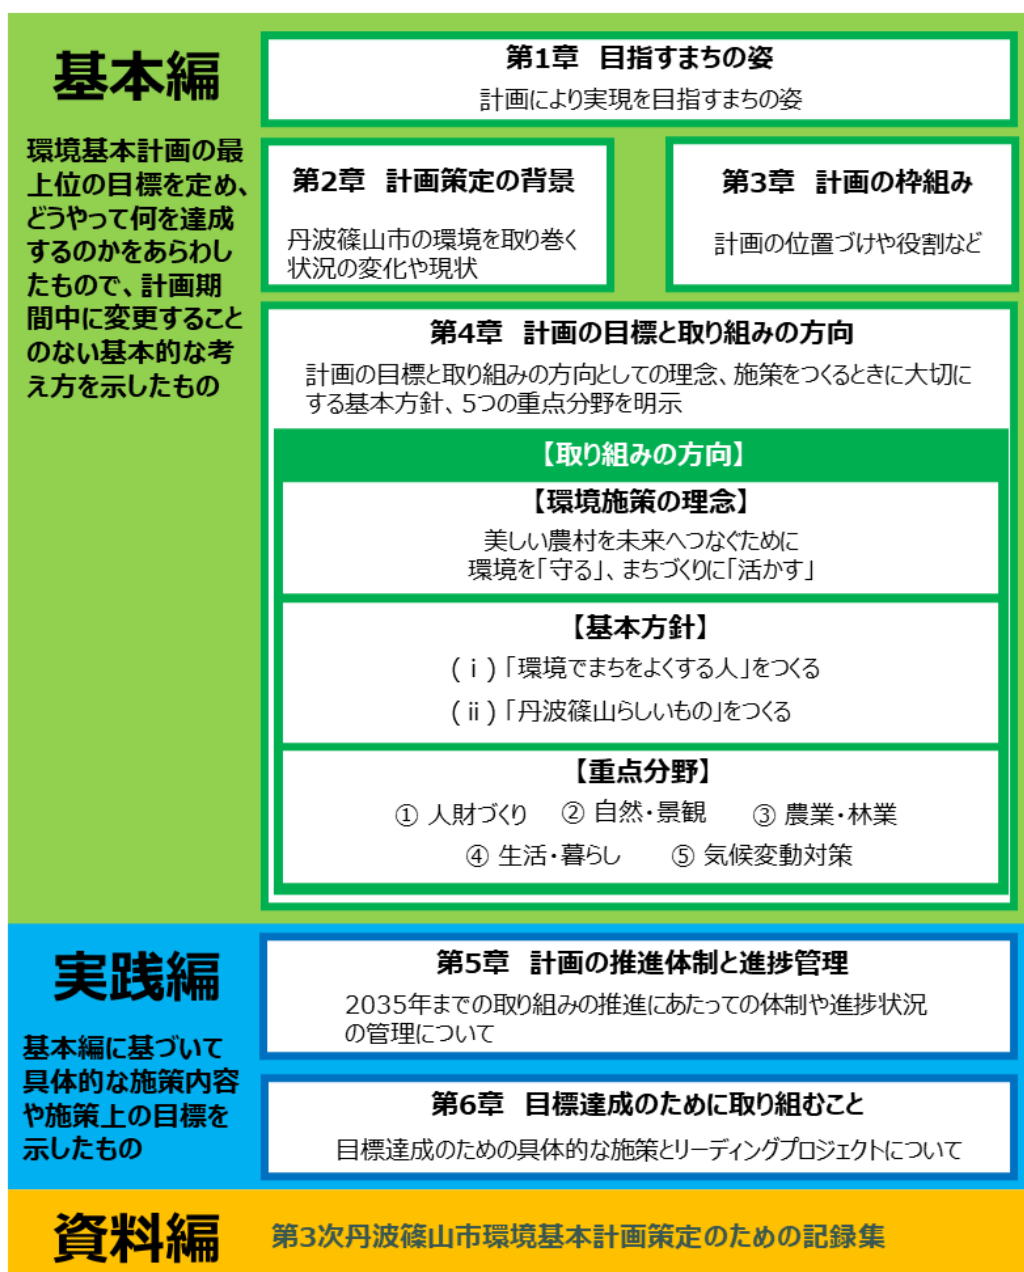 基本編
環境基本計画の最
上位の目標を定め、
どうやって何を達成
するのかをあらわし
たもので、計画期
間中に変更すること
のない基本的な考
え方を示したもの
第1章 目指すまちの姿
計画により実現を目指すまちの姿
第2章 計画策定の背景
丹波篠山市の環境を取り巻く
状況の変化や現状
第3章 計画の枠組み
計画の位置づけや役割など
第4章 計画の目標と取り組みの方向
計画の目標と取り組みの方向としての理念、施策をつくるときに大切に
する基本方針、5つの重点分野を明示
【取り組みの方向】
【環境施策の理念】
美しい農村を未来へつなぐために
環境を「守る」、まちづくりに「活かす」
【基本方針】
(ⅰ)「環境でまちをよくする人」をつくる
(ⅱ)「丹波篠山らしいもの」をつくる
【重点分野】
① 人財づくり ② 自然・景観 ③ 農業・林業
④ 生活・暮らし ⑤ 気候変動対策
実践編
基本編に基づいて
具体的な施策内容
や施策上の目標を
示したもの
第5章 計画の推進体制と進捗管理
2035年までの取り組みの推進にあたっての体制や進捗状況
の管理について
第6章 目標達成のために取り組むこと
目標達成のための具体的な施策とリーディングプロジェクトについて
資料編
第3次丹波篠山市環境基本計画策定のための記録集